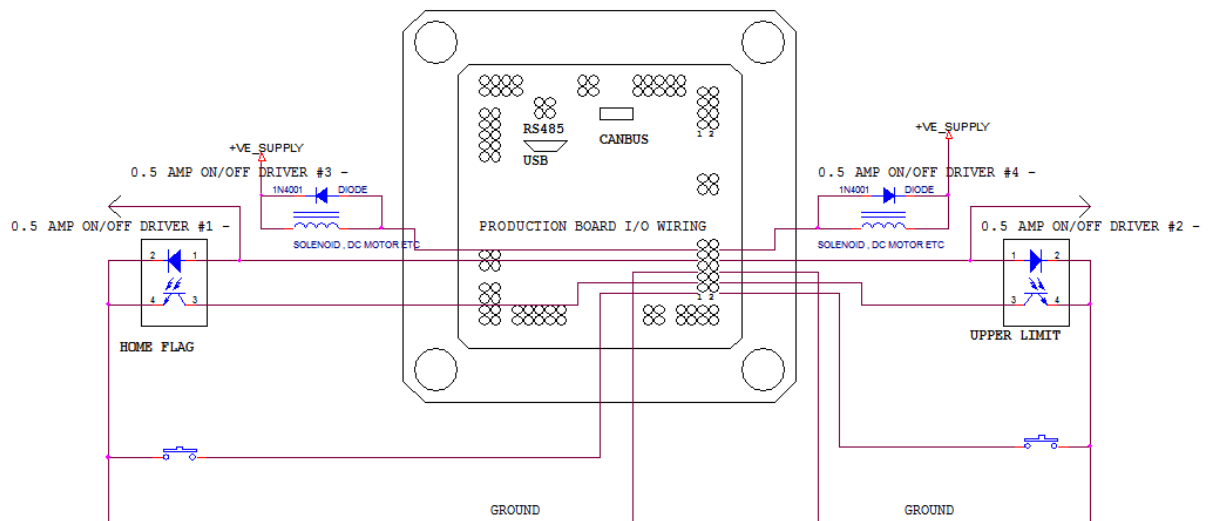 RS485
CANBUS
1 2
USB
+VE_SUPPLY
+VE_SUPPLY
0.5 AMP ON/OFF DRIVER #3 -
0.5 AMP ON/OFF DRIVER #4 -
1N4001 DIODE
1N4001 DIODE
0.5 AMP ON/OFF DRIVER #1 -
PRODUCTION BOARD I/O WIRING
0.5 AMP ON/OFF DRIVER #2 -
SOLENOID , DC MOTOR ETC
SOLENOID , DC MOTOR ETC
2 1
1 2
4 3
1 2
3 4
HOME FLAG
UPPER LIMIT
GROUND
GROUND